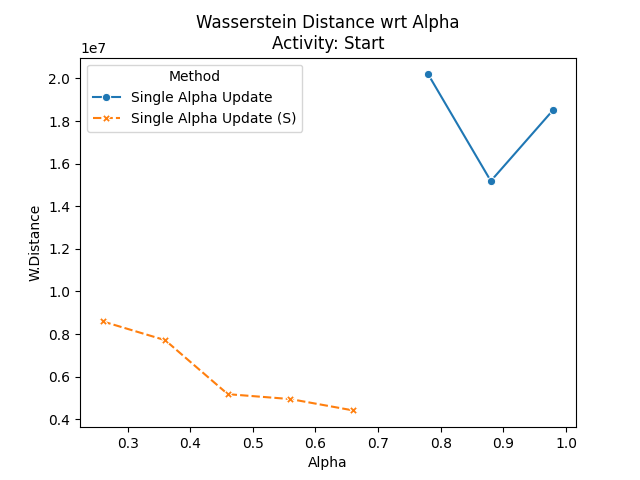 Wasserstein Distance wrt Alpha
Activity: Start
1e7
Method
Single Alpha Update
Single Alpha Update (S)
W.Distance
2.0
1.8
1.6
1.4
1.2
1.0
0.8
0.6
0.4
0.3 0.4 0.5 0.6 0.7 0.8 0.9 1.0
Alpha